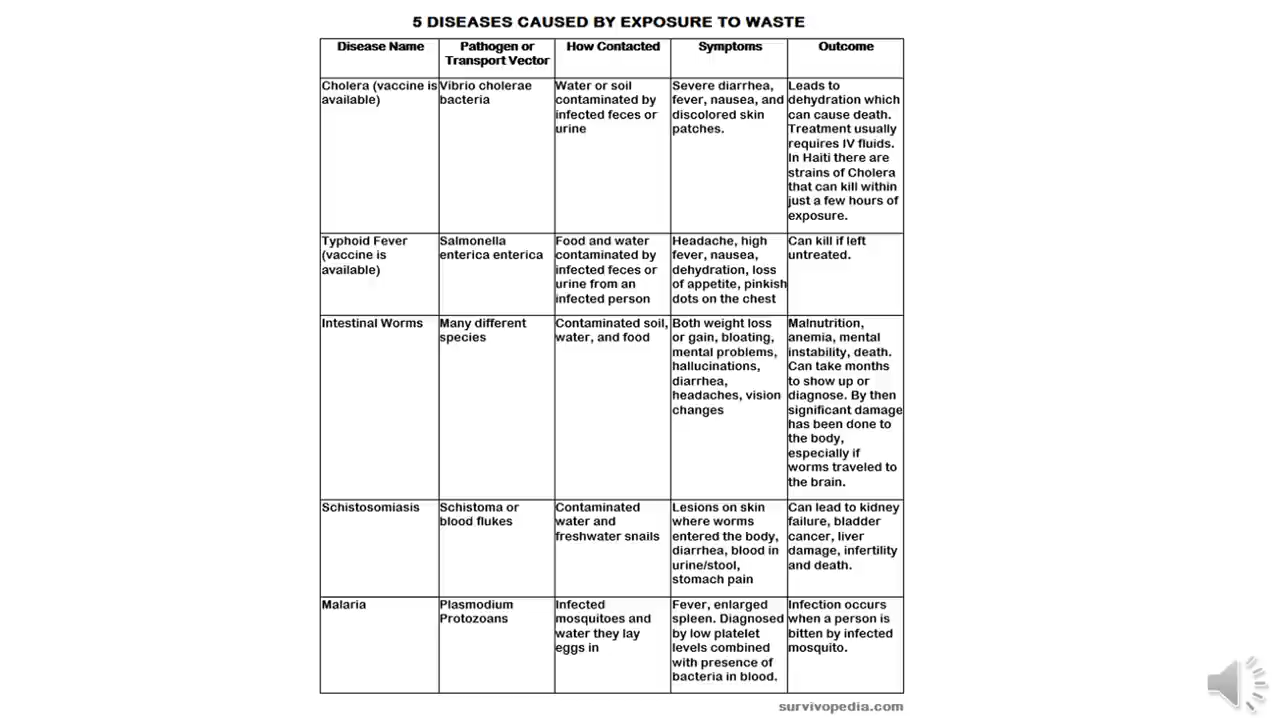 5 DISEASES CAUSED BY EXPOSURE TO WASTE
Disease Name
Pathogen or
Transport Vector
How Contacted
Symptoms
Outcome
Cholera (vaccine is
available)
Vibrio cholerae
bacteria
Water or soil
contaminated by
infected feces or
urine
Severe diarrhea,
fever, nausea, and
discolored skin
patches.
Leads to
dehydration which
can cause death.
Treatment usually
requires IV fluids.
In Haiti there are
strains of Cholera
that can kill within
just a few hours of
exposure.
Typhoid Fever
(vaccine is
available)
Salmonella
enterica enterica
Food and water
contaminated by
infected feces or
urine from an
infected person
Headache, high
fever, nausea,
dehydration, loss
of appetite, pinkish
dots on the chest
Can kill if left
untreated.
Intestinal Worms
Many different
species
Contaminated soil,
water, and food
Both weight loss
or gain, bloating,
mental problems,
hallucinations,
diarrhea,
headaches, vision
changes
Malnutrition,
anemia, mental
instability, death.
Can take months
to show up or
diagnose. By then
significant damage
has been done to
the body,
especially if
worms traveled to
the brain.
Schistosomiasis
Schistoma or
blood flukes
Contaminated
water and
freshwater snails
Lesions on skin
where worms
entered the body,
diarrhea, blood in
urine/stool,
stomach pain
Can lead to kidney
failure, bladder
cancer, liver
damage, infertility
and death.
Malaria
Plasmodium
Protozoans
Infected
mosquitoes and
water they lay
eggs in
Fever, enlarged
spleen. Diagnosed
by low platelet
levels combined
with presence of
bacteria in blood.
Infection occurs
when a person is
bitten by infected
mosquito.
survivopedia.com